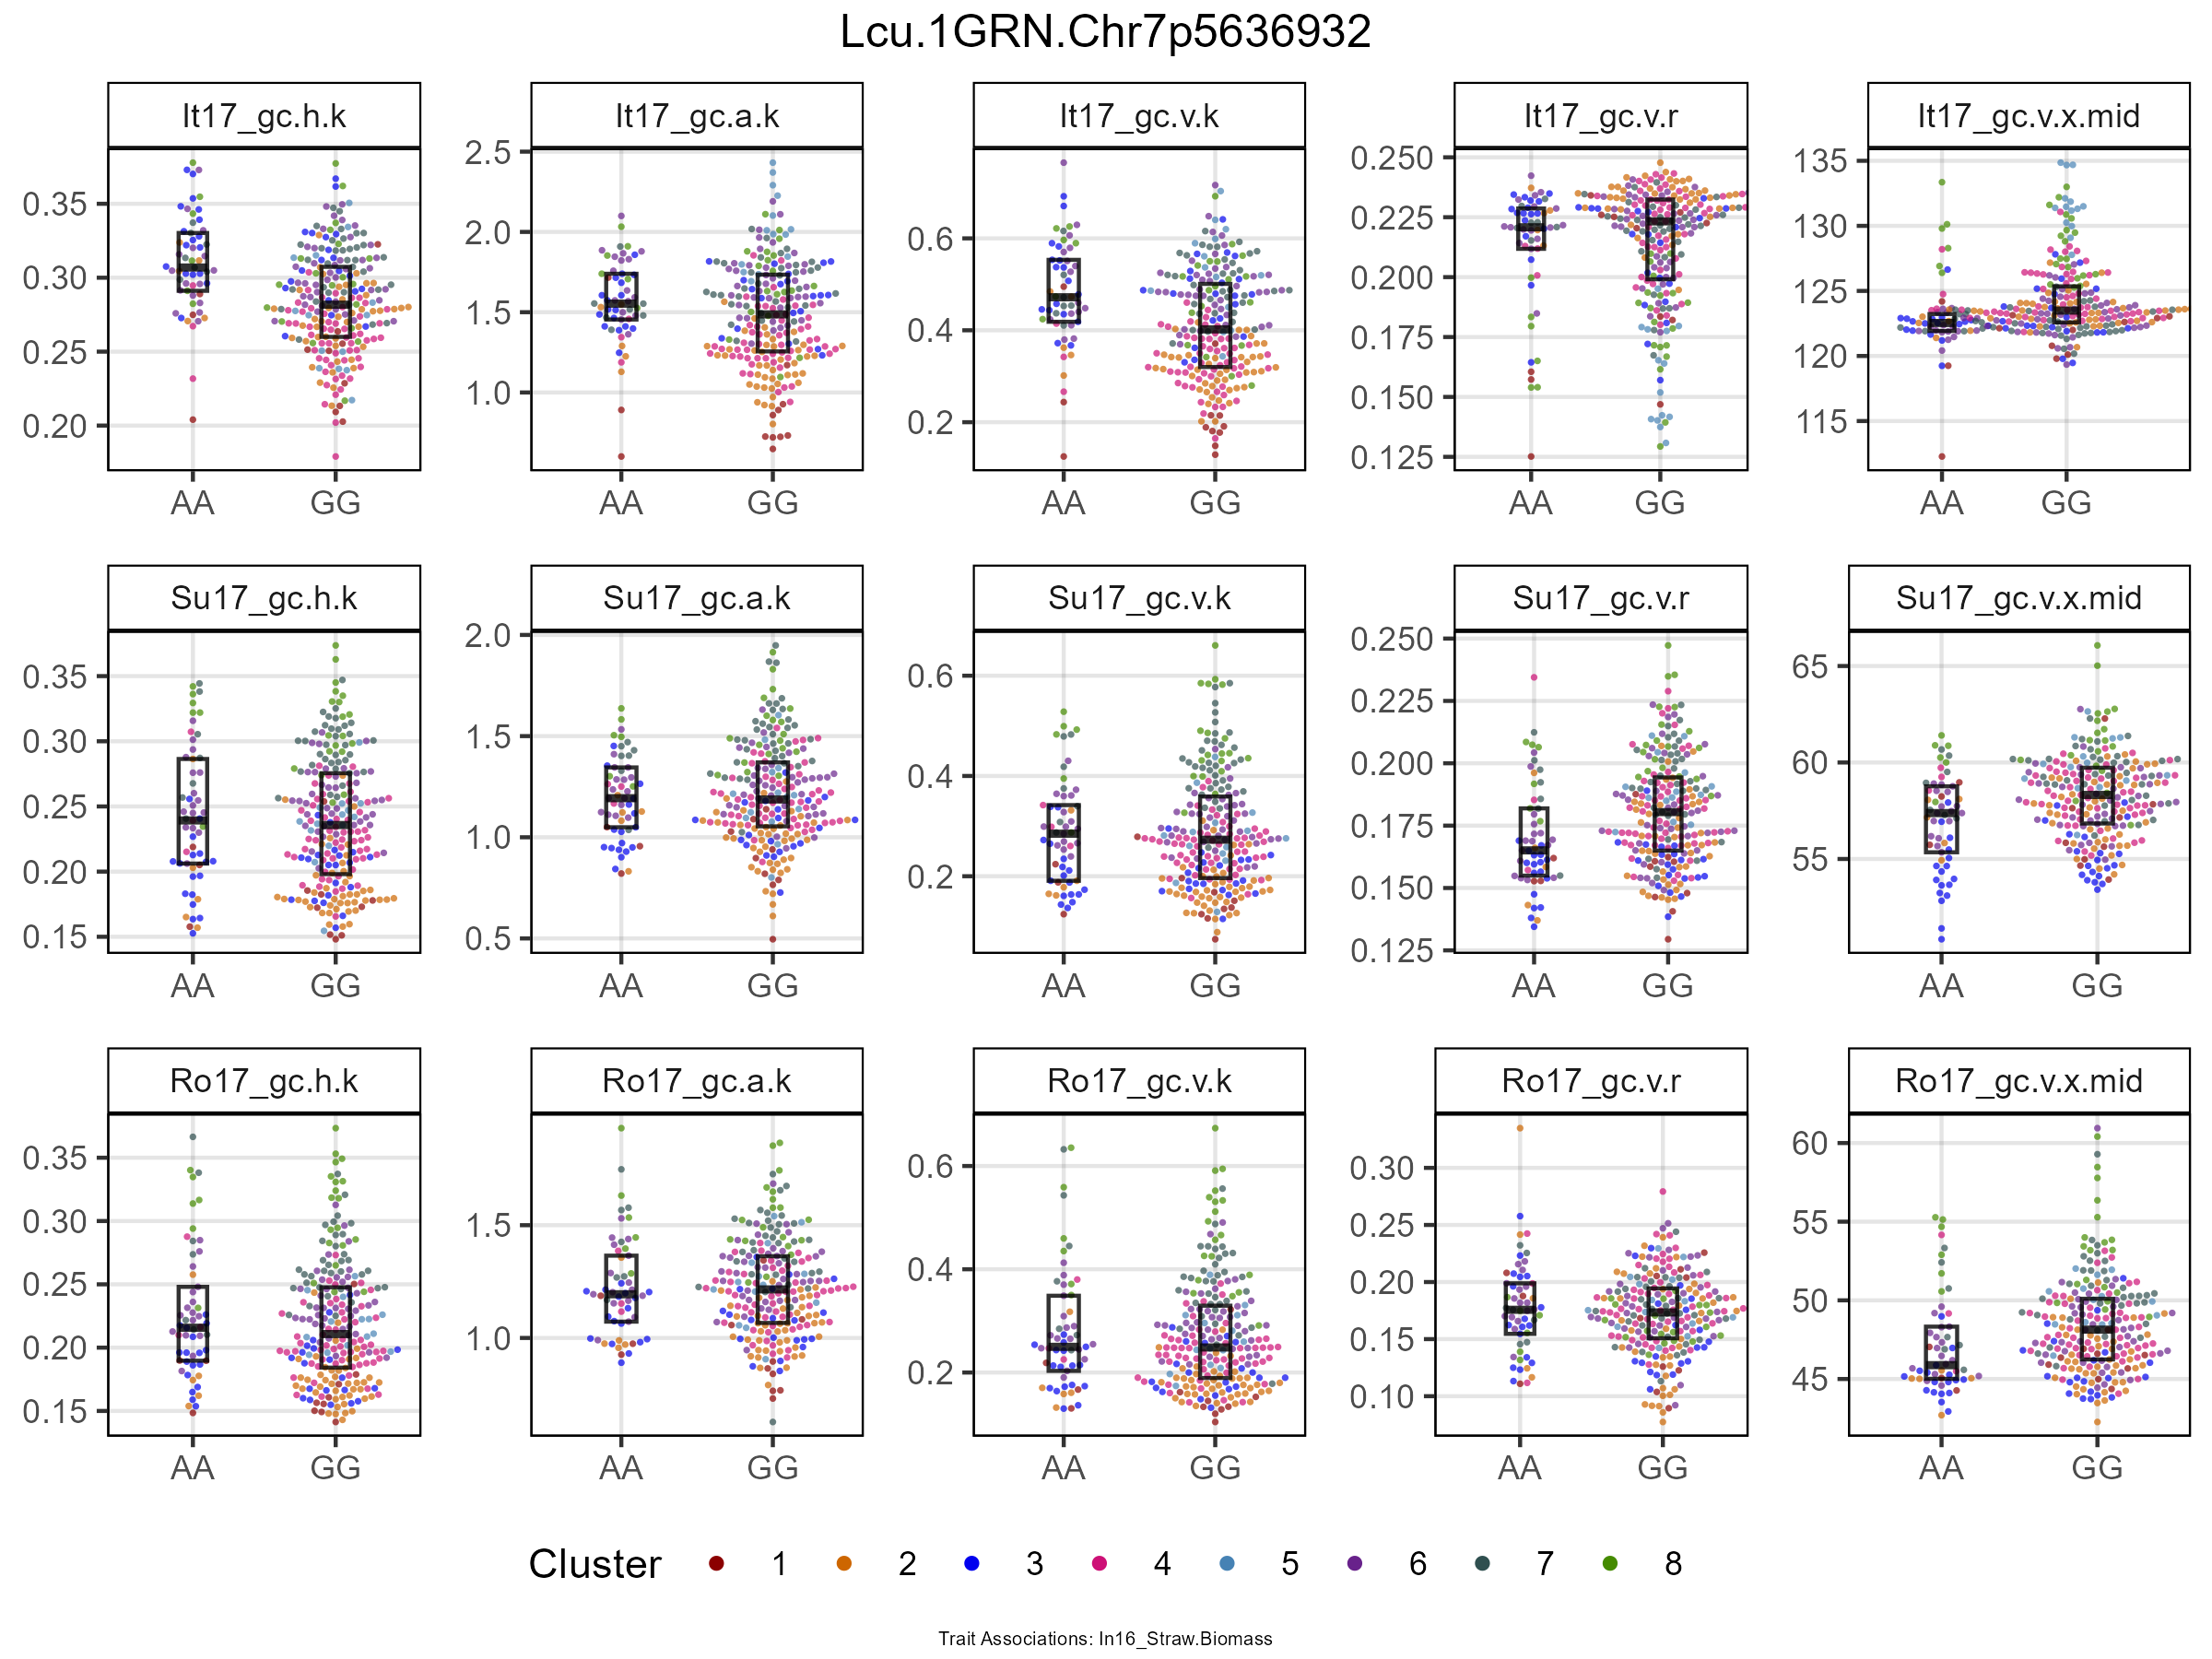 Lcu.1GRN.Chr7p5636932
It17_gc.h.k It17_gc.a.k It17_gc.v.k It17_gc.v.r It17_gc.v.x.mid
0.35 0.30 0.25 0.20
2.5 2.0 1.5 1.0
0.6 0.4 0.2
0.250 0.225 0.200 0.175 0.150 0.125
135 130 125 120 115
AA GG AA GG AA GG AA GG AA GG
Su17_gc.h.k Su17_gc.a.k Su17_gc.v.k Su17_gc.v.r Su17_gc.v.x.mid
0.35 0.30 0.25 0.20 0.15
2.0 1.5 1.0 0.5
0.6 0.4 0.2
0.250 0.225 0.200 0.175 0.150 0.125
65 60 55
AA GG AA GG AA GG AA GG AA GG
Ro17_gc.h.k Ro17_gc.a.k Ro17_gc.v.k Ro17_gc.v.r Ro17_gc.v.x.mid
0.35 0.30 0.25 0.20 0.15
1.5 1.0
0.6 0.4 0.2
0.30 0.25 0.20 0.15 0.10
60 55 50 45
AA GG AA GG AA GG AA GG AA GG
Cluster 1 2 3 4 5 6 7 8
Trait Associations: In16_Straw.Biomass